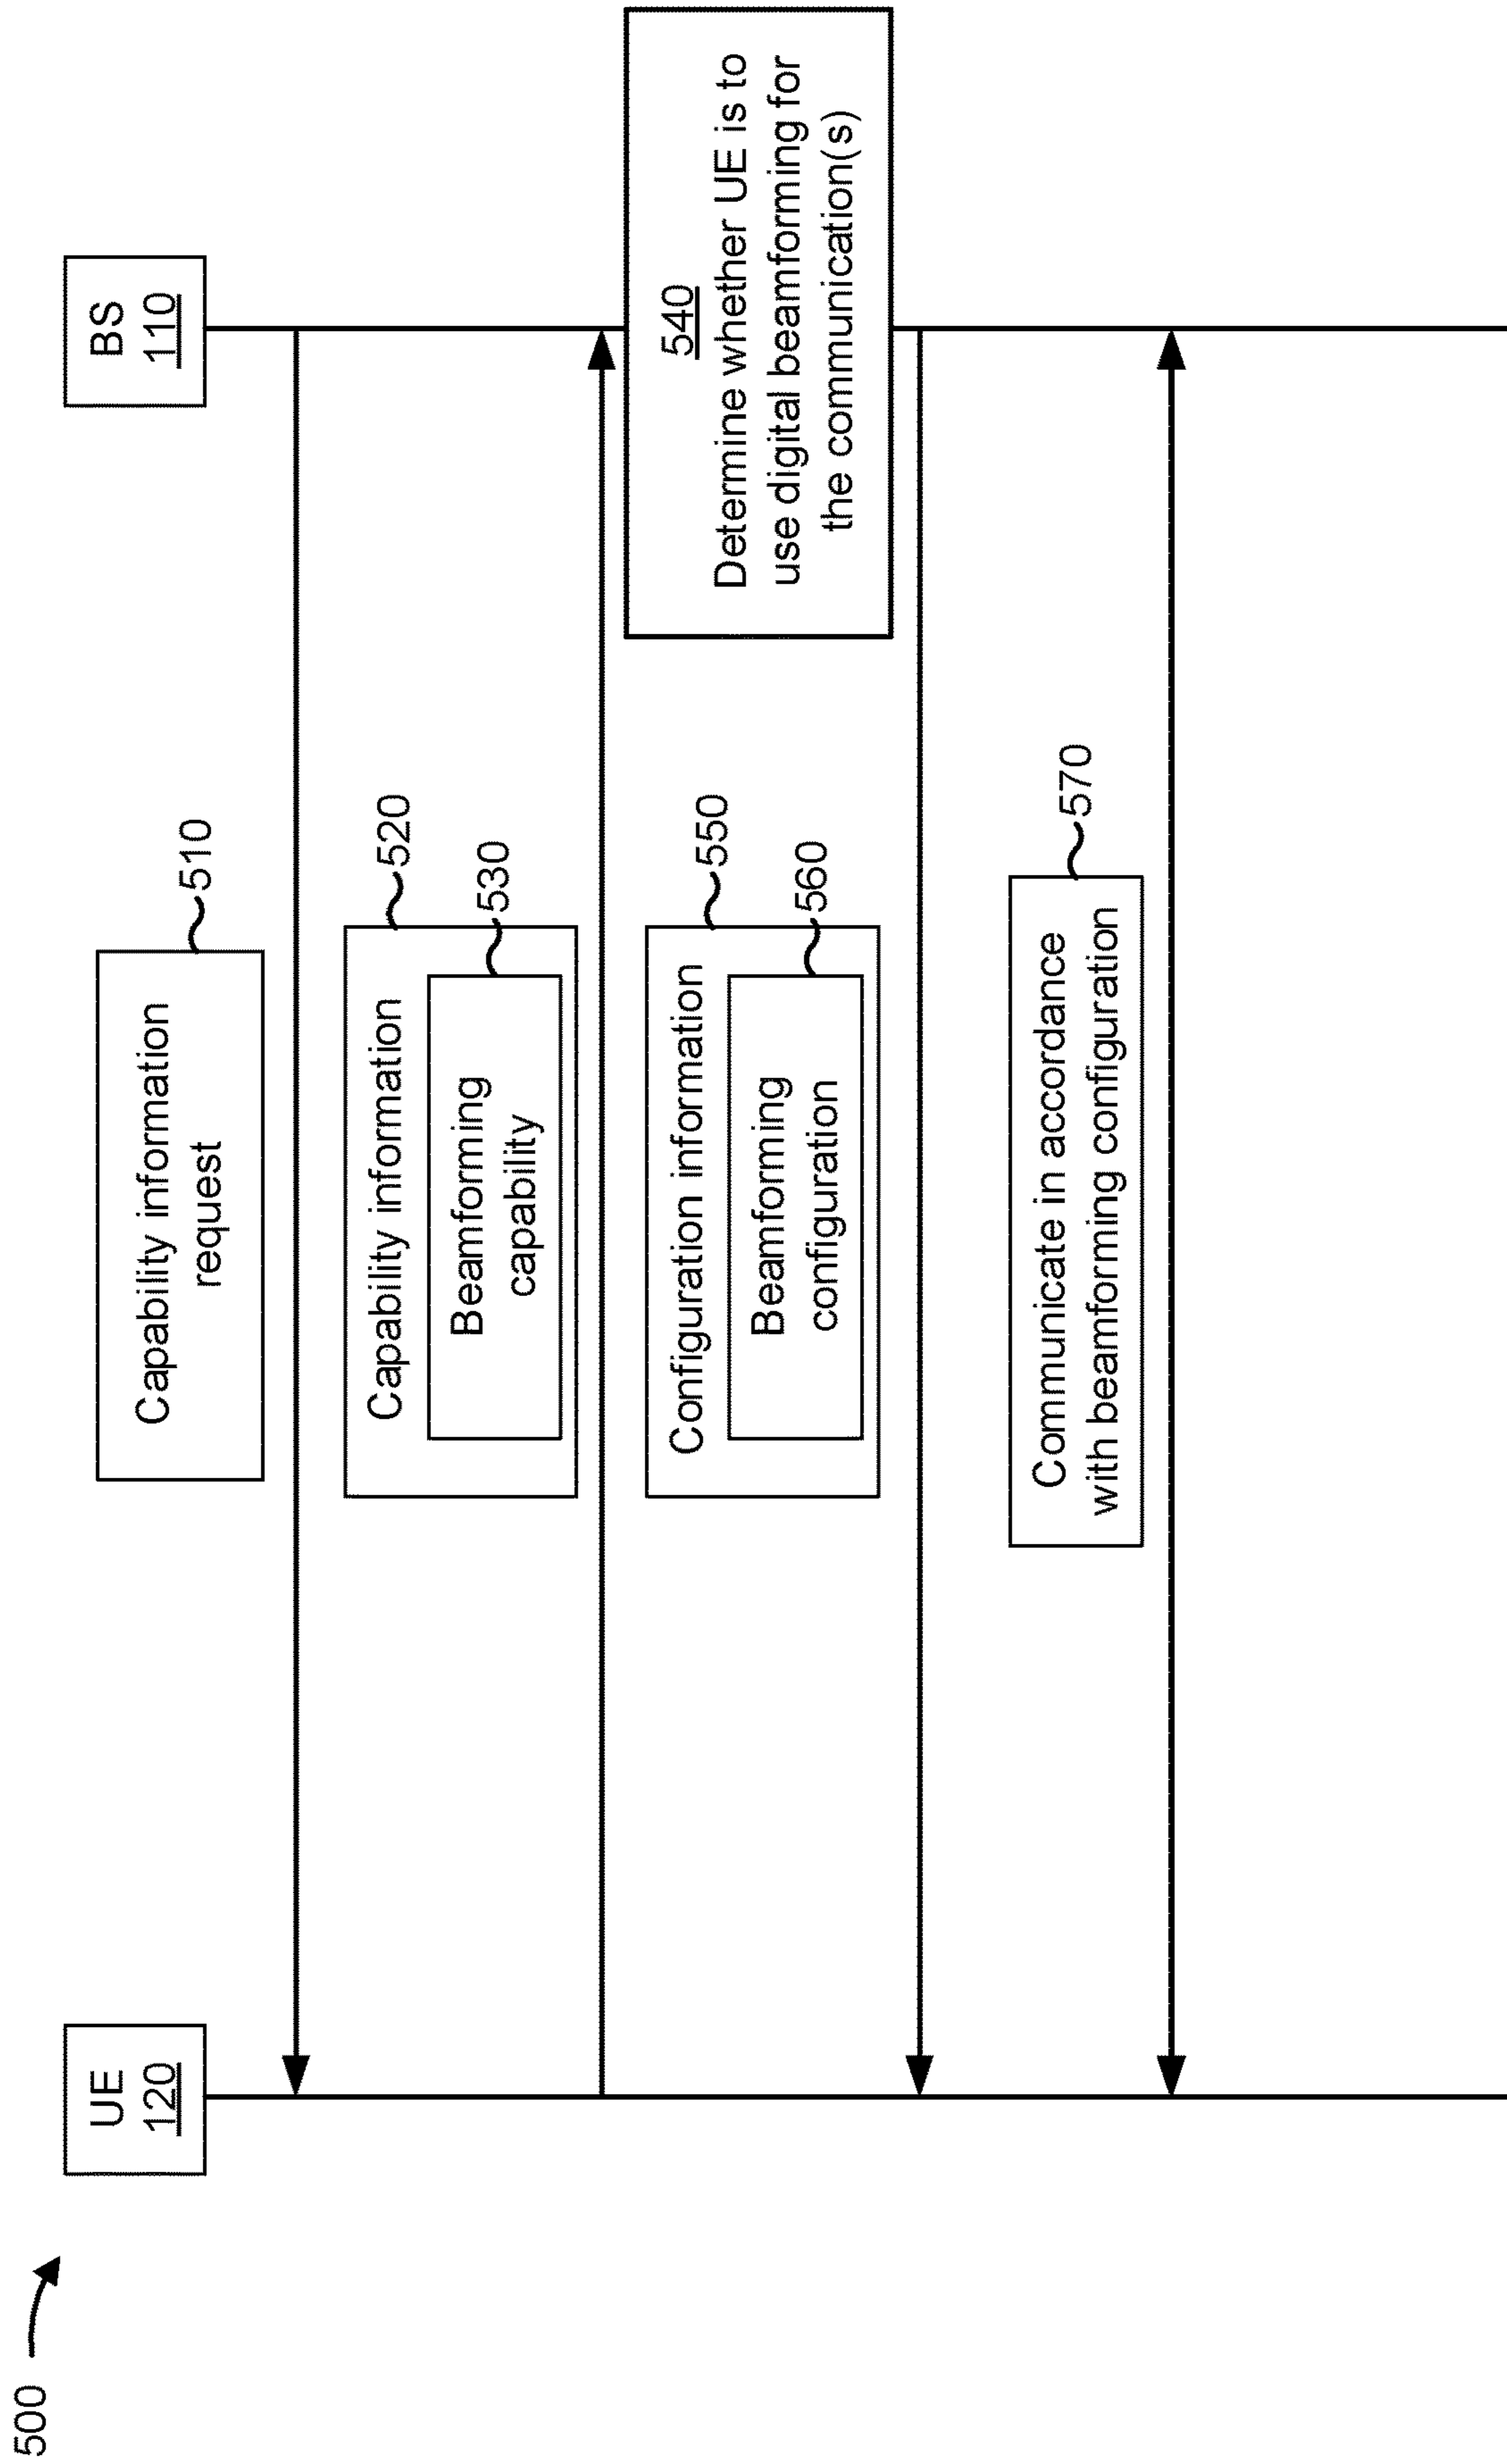 500
UE
120
BS
110
Capability information
request
510
Capability information
520
Beamforming
capability
530
540
Determine whether UE is to
use digital beamforming for
the communication(s)
Configuration information
550
Beamforming
configuration
560
Communicate in accordance
with beamforming configuration
570